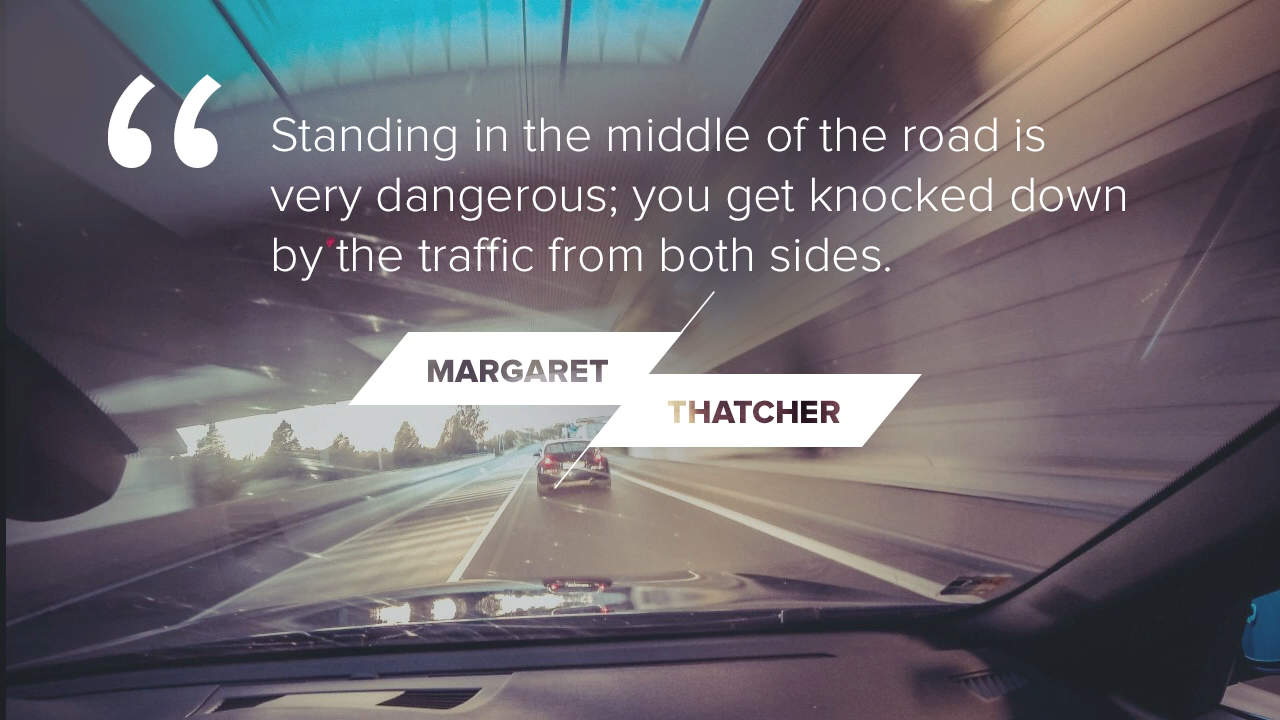 “
Standing in the middle of the road is
very dangerous; you get knocked down
by the traffic from both sides.
MARGARET
THATCHER